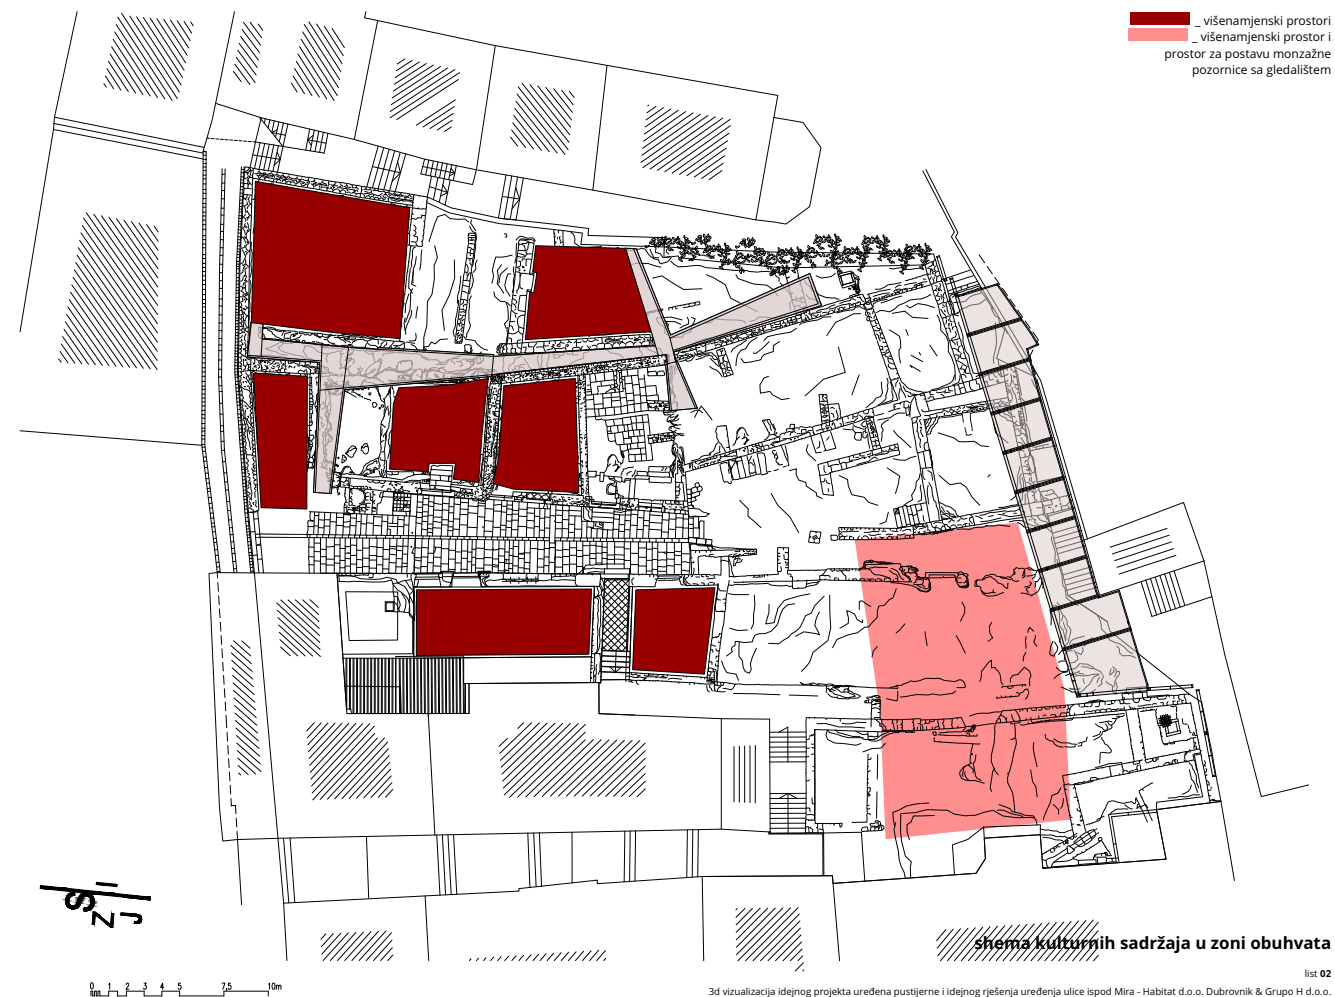 _ višenamjenski prostori
_ višenamjenski prostor i
prostor za postavu monzažne
pozornice sa gledalištem
S
I
Z
J
0 1 2 3 4 5 7,5 10m
shema kulturnih sadržaja u zoni obuhvata
list 02
3d vizualizacija idejnog projekta uređena pustijerne i idejnog rješenja uređenja ulice ispod Mira - Habitat d.o.o. Dubrovnik & Grupo H d.o.o.